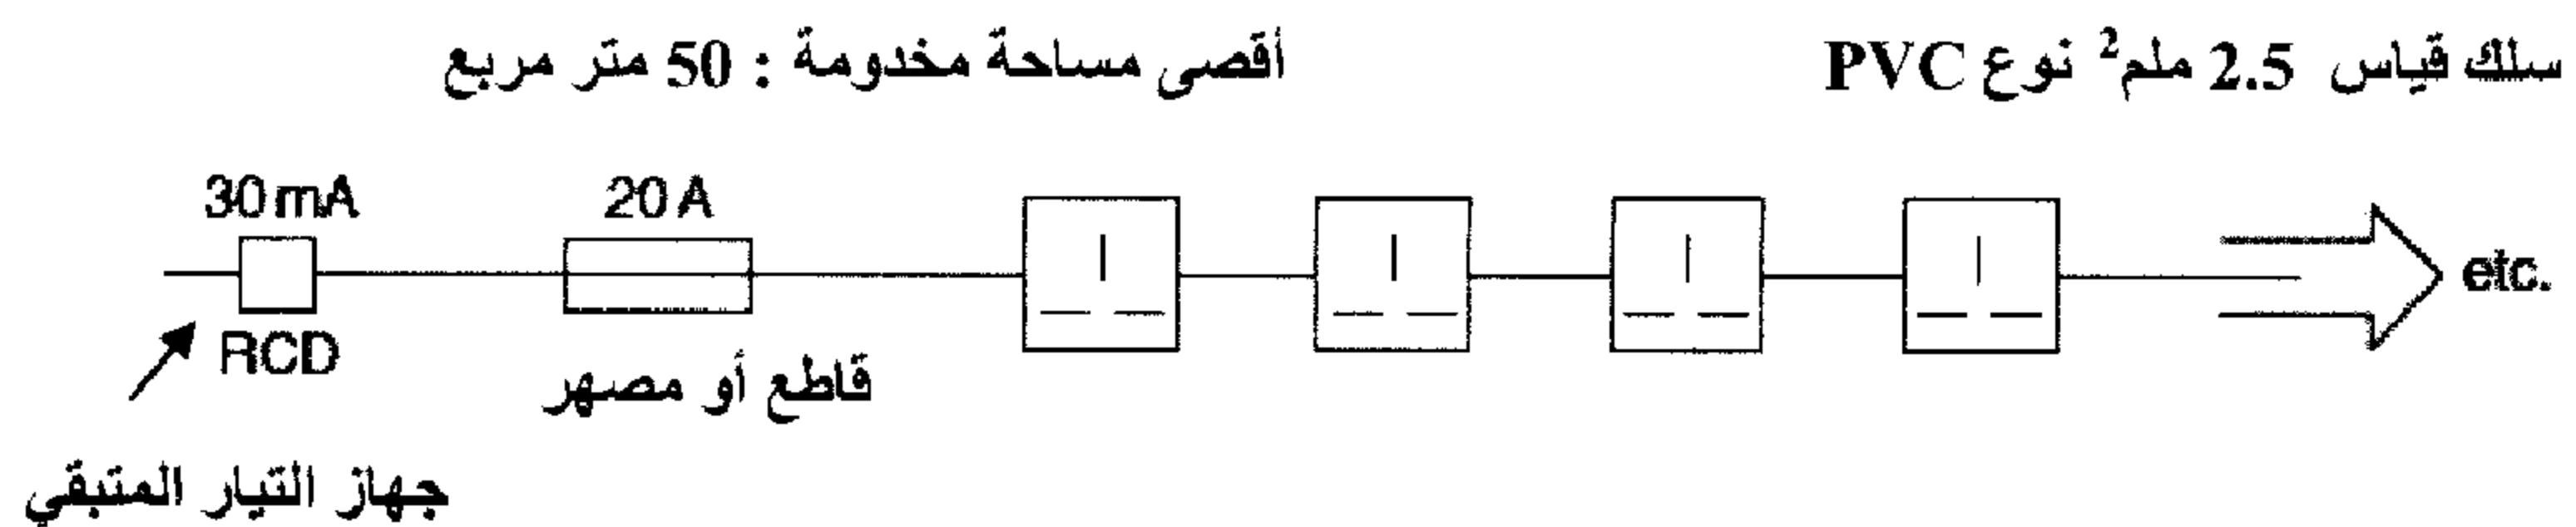 سلك قياس 2.5 ملم² نوع PVC
أقصى مساحة مخدومة : 50 متر مربع
30 mA
20 A
etc.
RCD
قاطع أو مصهر
جهاز التيار المتبقي